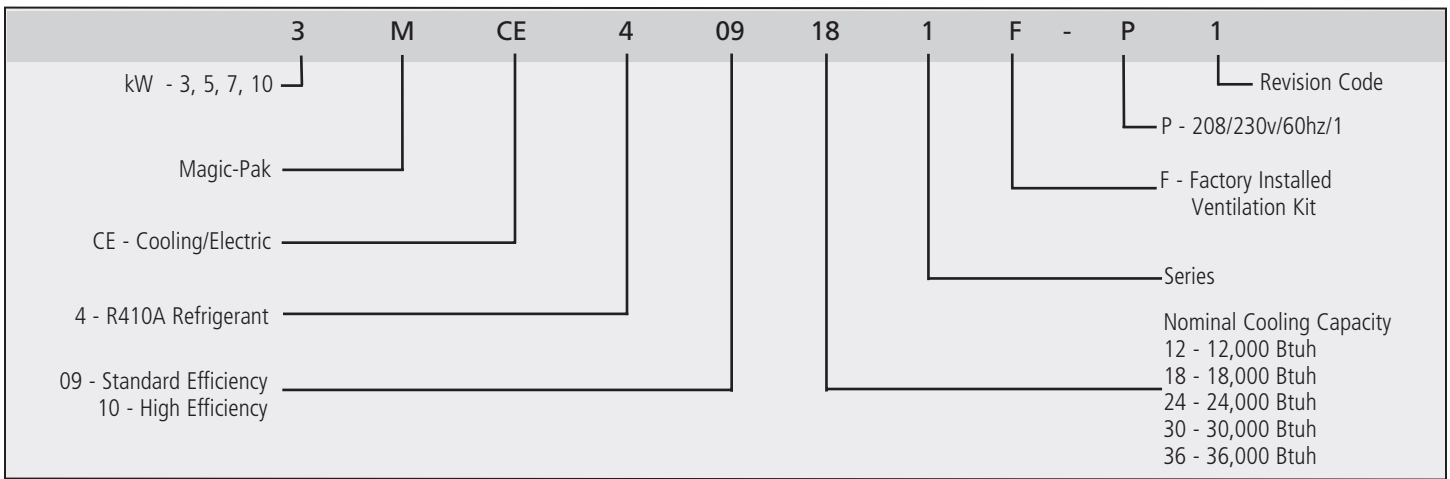 3 M CE 4 09 18 1 F - P 1
kW - 3, 5, 7, 10
Revision Code
P - 208/230v/60hz/1
Magic-Pak
F - Factory Installed
Ventilation Kit
CE - Cooling/Electric
Series
4 - R410A Refrigerant
Nominal Cooling Capacity
12 - 12,000 Btuh
18 - 18,000 Btuh
24 - 24,000 Btuh
30 - 30,000 Btuh
36 - 36,000 Btuh
09 - Standard Efficiency
10 - High Efficiency